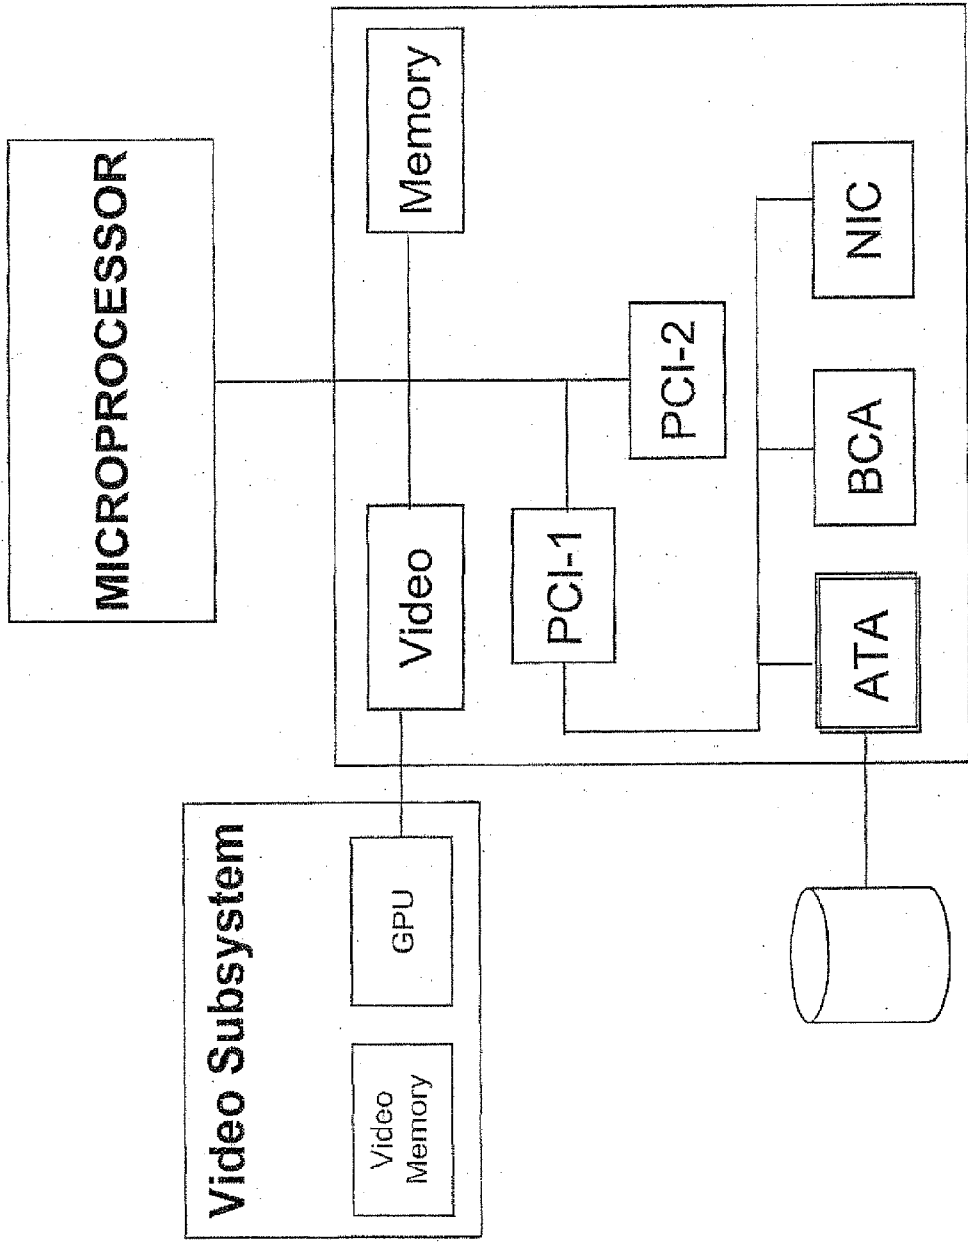 MICROPROCESSOR
Video Subsystem
Video
Memory
GPU
Video
Memory
PCI-1
PCI-2
ATA
BCA
NIC